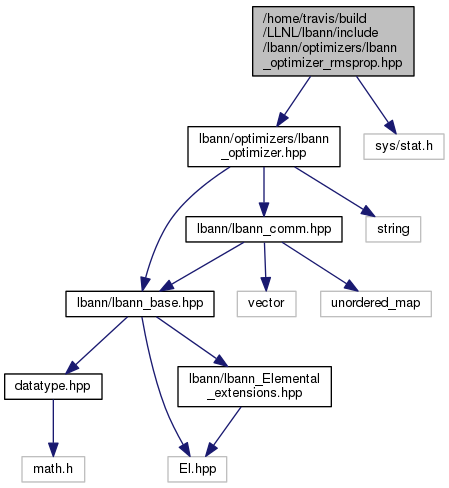 /home/travis/build
/LLNL/lbann/include
/lbann/optimizers/lbann
_optimizer_rmsprop.hpp
lbann/optimizers/lbann
_optimizer.hpp
sys/stat.h
lbann/lbann_comm.hpp
string
lbann/lbann_base.hpp
vector
unordered_map
datatype.hpp
lbann/lbann_Elemental
_extensions.hpp
math.h
El.hpp